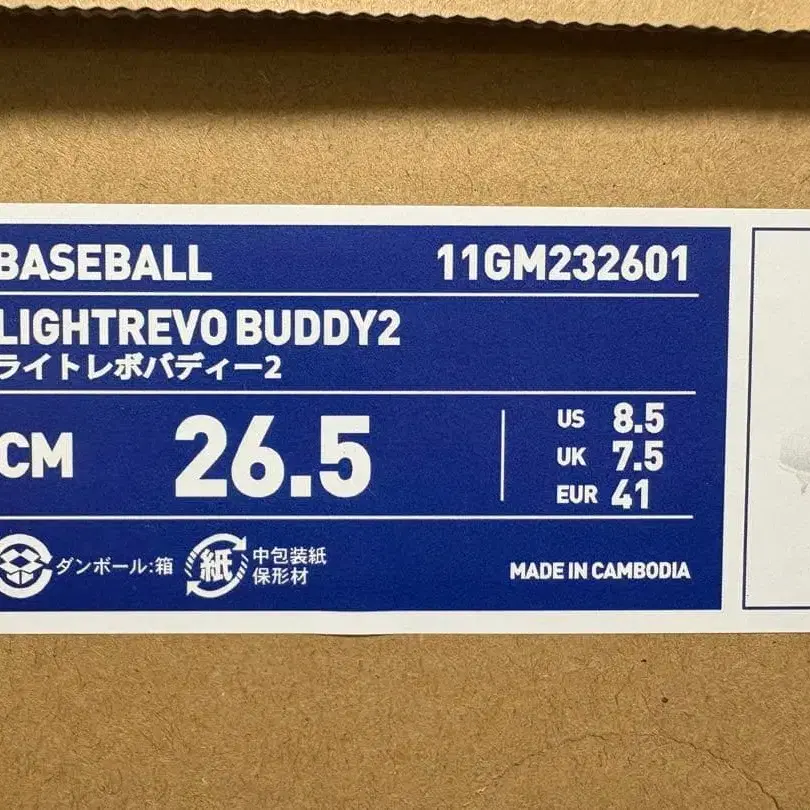 BASEBALL 11GM232601
LIGHTREVO BUDDY2
ライトレボバディー2
CM 26.5
US 8.5
UK 7.5
EUR 41
ダンボール:箱
紙 中包装紙
保形材
MADE IN CAMBODIA